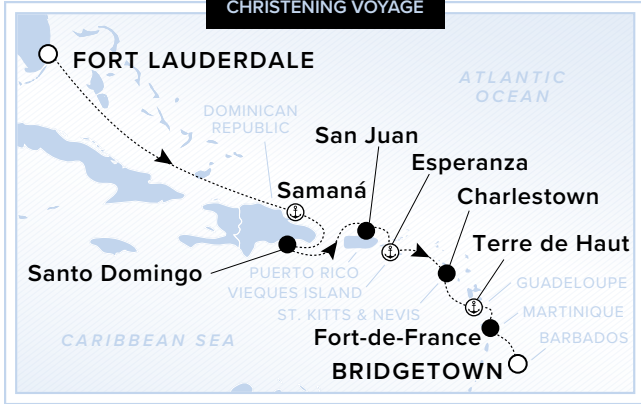 CHRISTENING VOYAGE
FORT LAUDERDALE
ATLANTIC
OCEAN
DOMINICAN
REPUBLIC
San Juan
Esperanza
Samaná
Charlestown
Terre de Haut
Santo Domingo
PUERTO RICO
VIEQUES ISLAND
GUADELOUPE
ST. KITTS & NEVIS
MARTINIQUE
CARIBBEAN SEA
Fort-de-France
BARBADOS
BRIDGETOWN